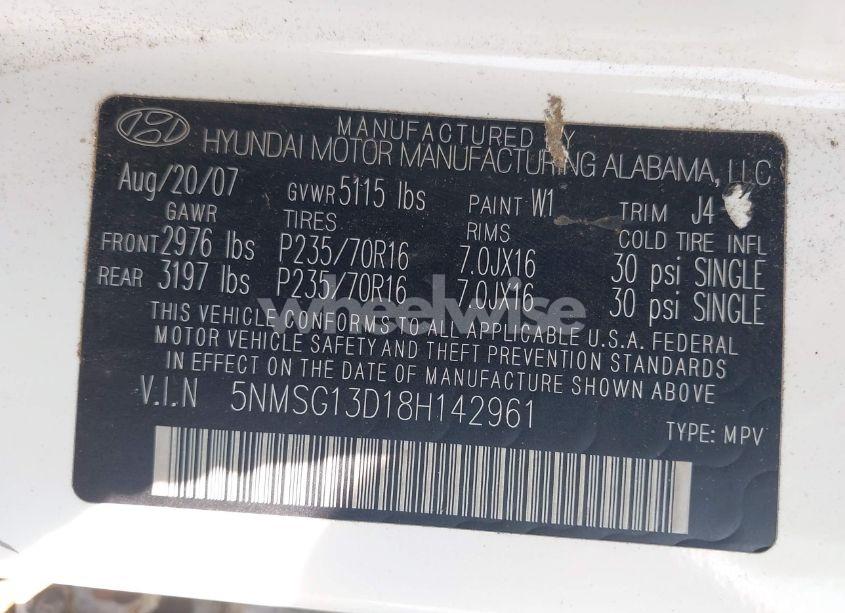 MANUFACTURED BY
HYUNDAI MOTOR MANUFACTURING ALABAMA, LLC
Aug/20/07 GVWR 5115 lbs PAINT W1 TRIM J4
GAWR TIRES RIMS COLD TIRE INFL
FRONT 2976 lbs P235/70R16 7.0JX16 30 psi SINGLE
REAR 3197 lbs P235/70R16 7.0JX16 30 psi SINGLE
wheelwise
THIS VEHICLE CONFORMS TO ALL APPLICABLE U.S.A. FEDERAL
MOTOR VEHICLE SAFETY AND THEFT PREVENTION STANDARDS
IN EFFECT ON THE DATE OF MANUFACTURE SHOWN ABOVE
V.I.N 5NMSG13D18H142961
TYPE: MPV